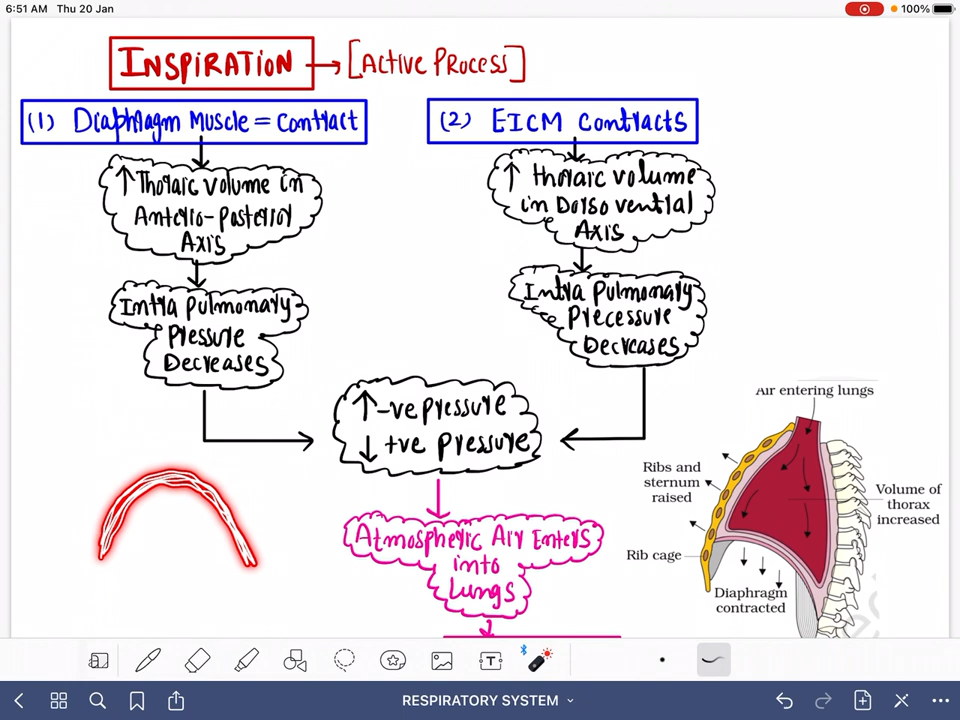 6:51 AM Thu 20 Jan
100%
INSPIRATION → [ACTIVE PROCESS]
(1) Diaphragm Muscle = Contract
(2) EICM Contracts
↑ Thoraic volume in
Anterio-Posterior
Axis
↑ Thoraic volume
in Dorso ventral
Axis
Intra Pulmonary
Pressure
Decreases
Intra Pulmonary
Precessure
Decreases
↑ -ve pressure
↓ +ve pressure
Atmospheric Air Enters
into
Lungs
Air entering lungs
Ribs and
sternum
raised
Volume of
thorax
increased
Rib cage
Diaphragm
contracted
RESPIRATORY SYSTEM